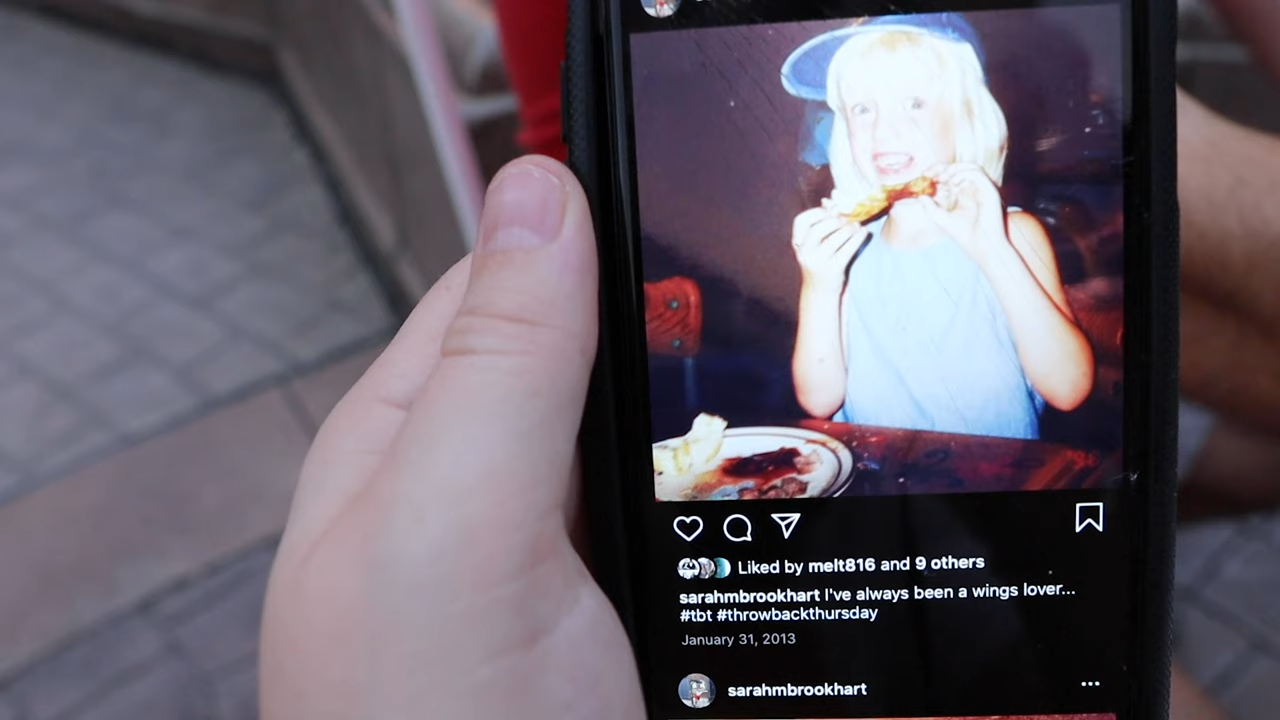 Liked by melt816 and 9 others
sarahmbrookhart I've always been a wings lover...
#tbt #throwbackthursday
January 31, 2013
sarahmbrookhart